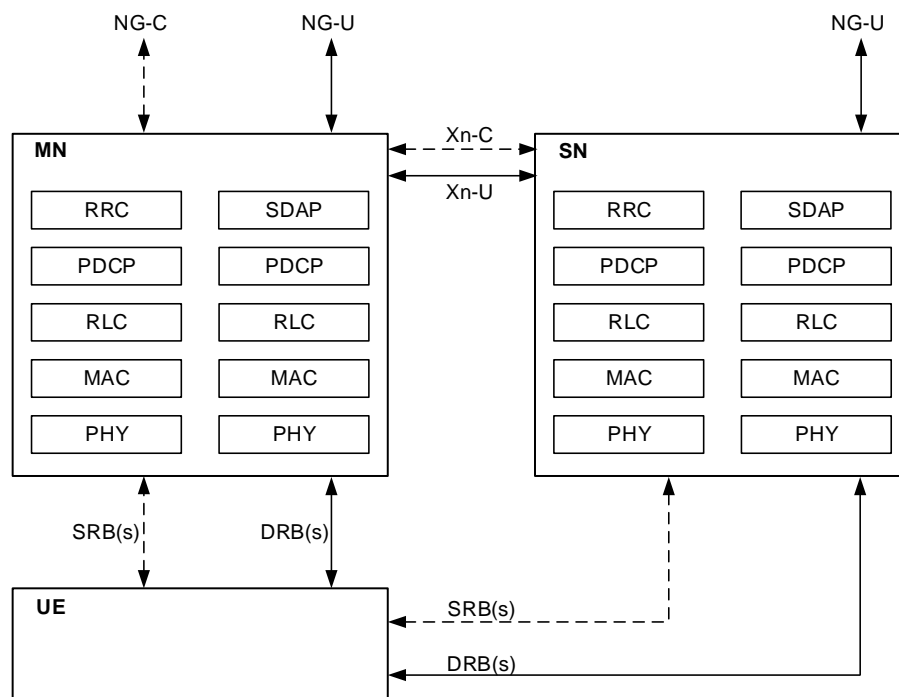 NG-C
NG-U
NG-U
MN
Xn-C
SN
Xn-U
RRC
SDAP
RRC
SDAP
PDCP
PDCP
PDCP
PDCP
RLC
RLC
RLC
RLC
MAC
MAC
MAC
MAC
PHY
PHY
PHY
PHY
SRB(s)
DRB(s)
UE
SRB(s)
DRB(s)